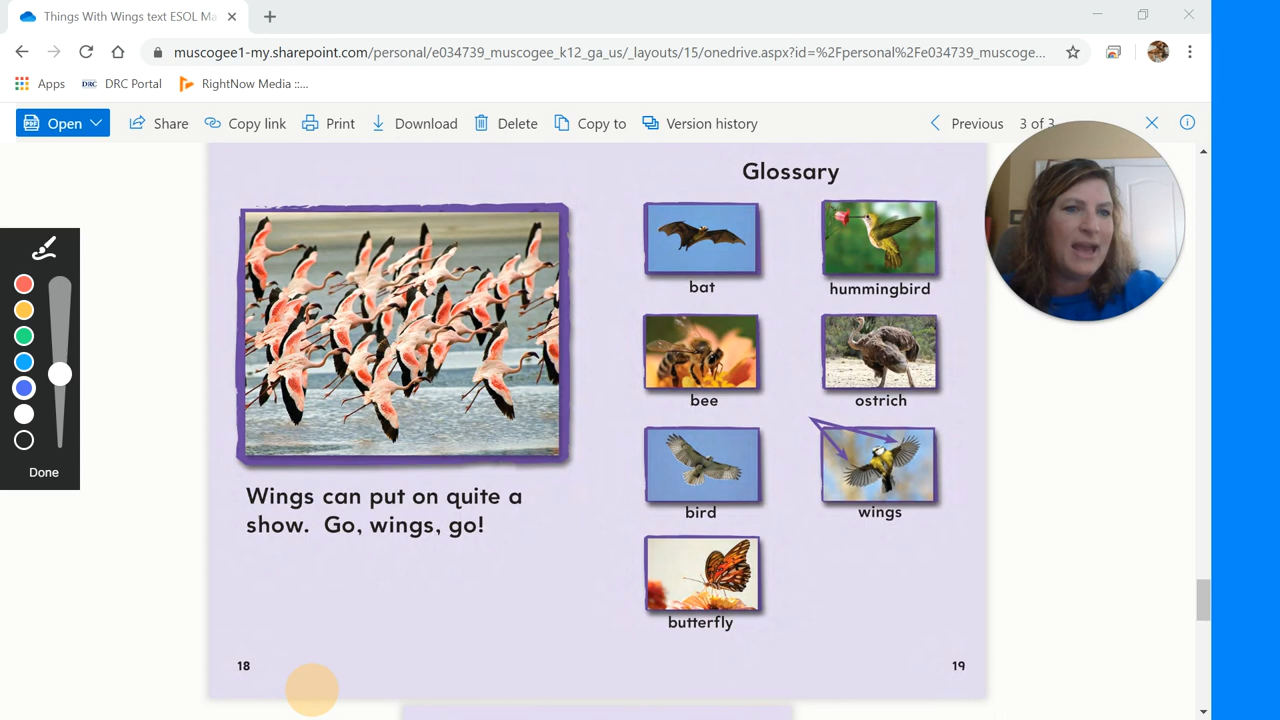 Things With Wings text ESOL Ma
muscogee1-my.sharepoint.com/personal/e034739_muscogee_k12_ga_us/_layouts/15/onedrive.aspx?id=%2Fpersonal%2Fe034739_muscoge...
Apps DRC DRC Portal RightNow Media ::...
PDF Open Share Copy link Print Download Delete Copy to Version history Previous 3 of 3
Glossary
bat hummingbird
bee ostrich
bird wings
butterfly
Wings can put on quite a
show. Go, wings, go!
18 19
Done